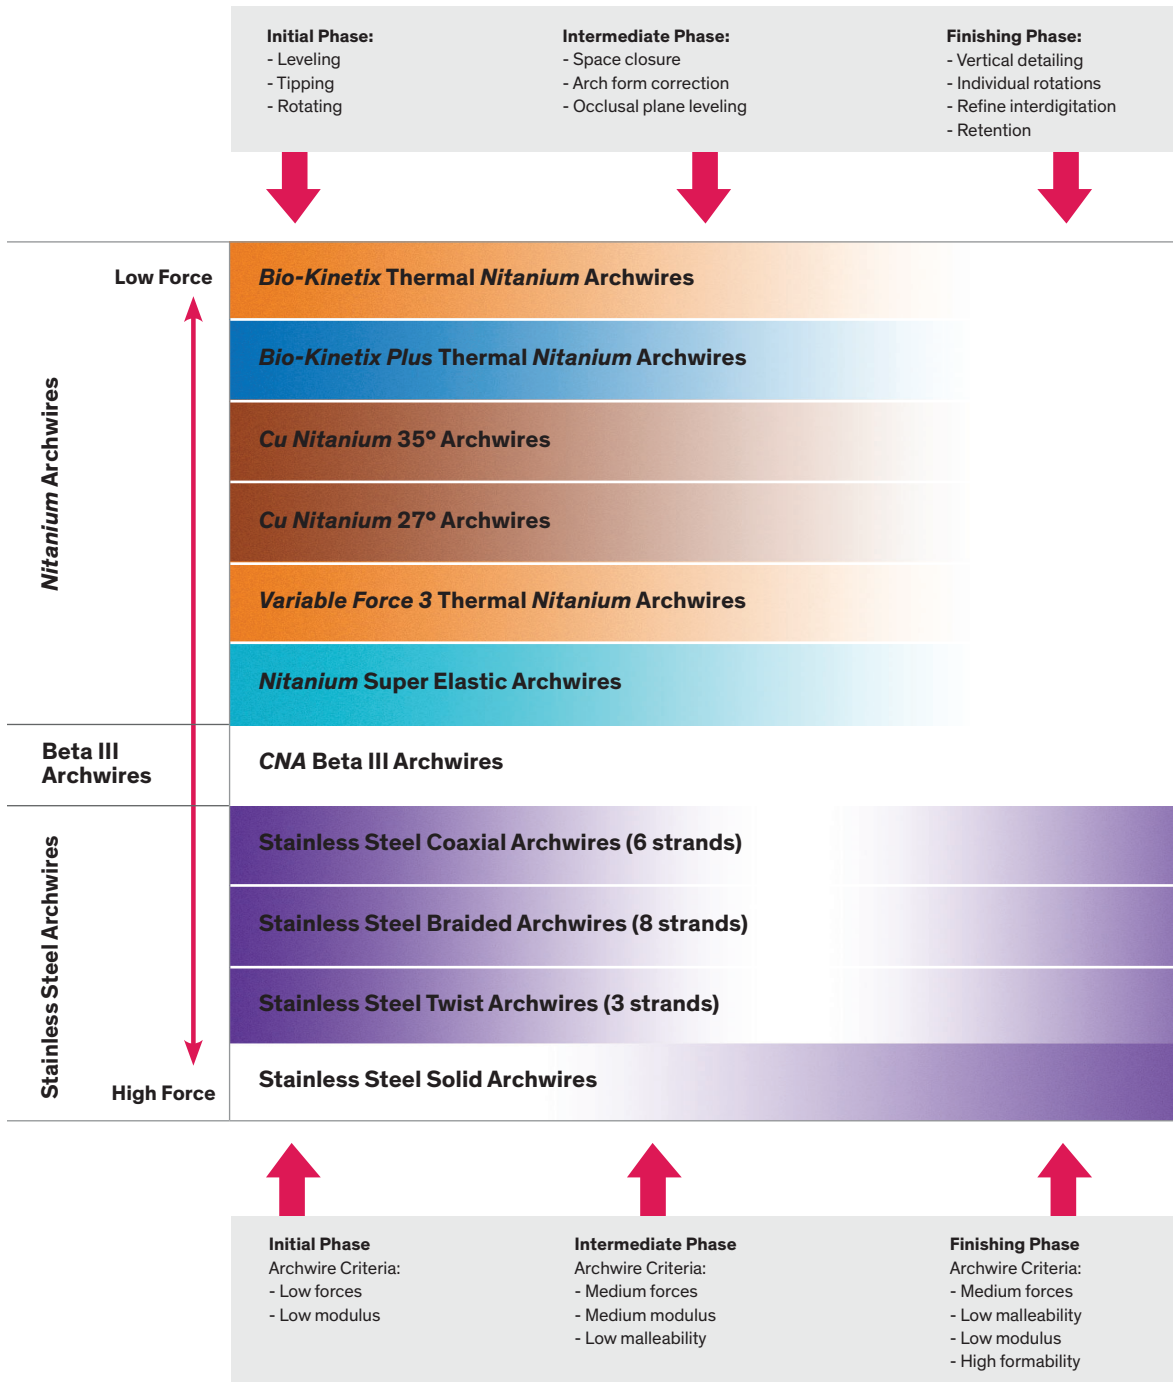 Initial Phase:
- Leveling
- Tipping
- Rotating
Intermediate Phase:
- Space closure
- Arch form correction
- Occlusal plane leveling
Finishing Phase:
- Vertical detailing
- Individual rotations
- Refine interdigitation
- Retention
Nitanium Archwires
Low Force
Bio-Kinetix Thermal Nitanium Archwires
Bio-Kinetix Plus Thermal Nitanium Archwires
Cu Nitanium 35° Archwires
Cu Nitanium 27° Archwires
Variable Force 3 Thermal Nitanium Archwires
Nitanium Super Elastic Archwires
Beta III
Archwires
CNA Beta III Archwires
Stainless Steel Archwires
Stainless Steel Coaxial Archwires (6 strands)
Stainless Steel Braided Archwires (8 strands)
Stainless Steel Twist Archwires (3 strands)
Stainless Steel Solid Archwires
High Force
Initial Phase
Archwire Criteria:
- Low forces
- Low modulus
Intermediate Phase
Archwire Criteria:
- Medium forces
- Medium modulus
- Low malleability
Finishing Phase
Archwire Criteria:
- Medium forces
- Low malleability
- Low modulus
- High formability